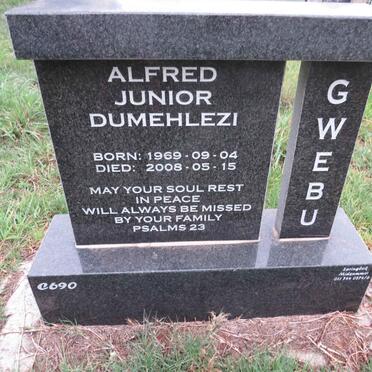 ALFRED
JUNIOR
DUMEHLEZI
BORN: 1969-09-04
DIED: 2008-05-15
MAY YOUR SOUL REST
IN PEACE
WILL ALWAYS BE MISSED
BY YOUR FAMILY
PSALMS 23
GWEBU
C690